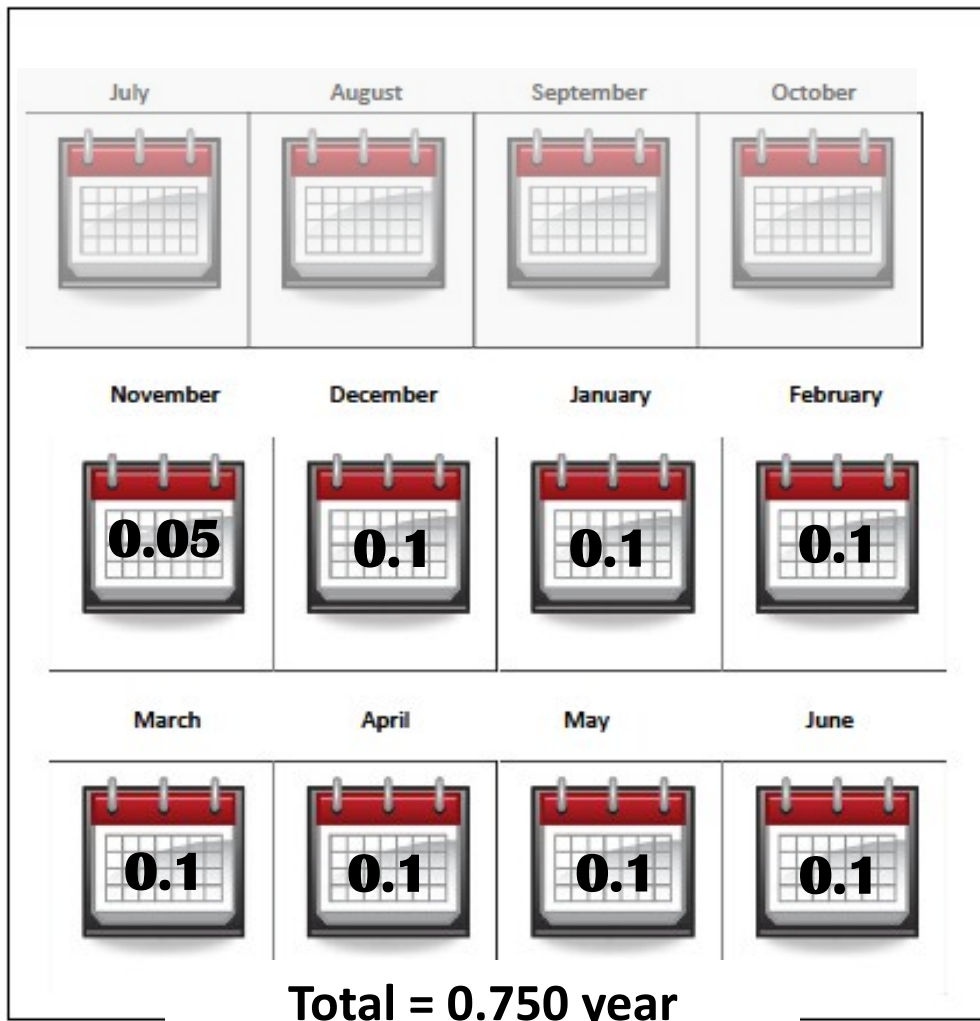 July August September October
November December January February
0.05 0.1 0.1 0.1
March April May June
0.1 0.1 0.1 0.1
Total = 0.750 year